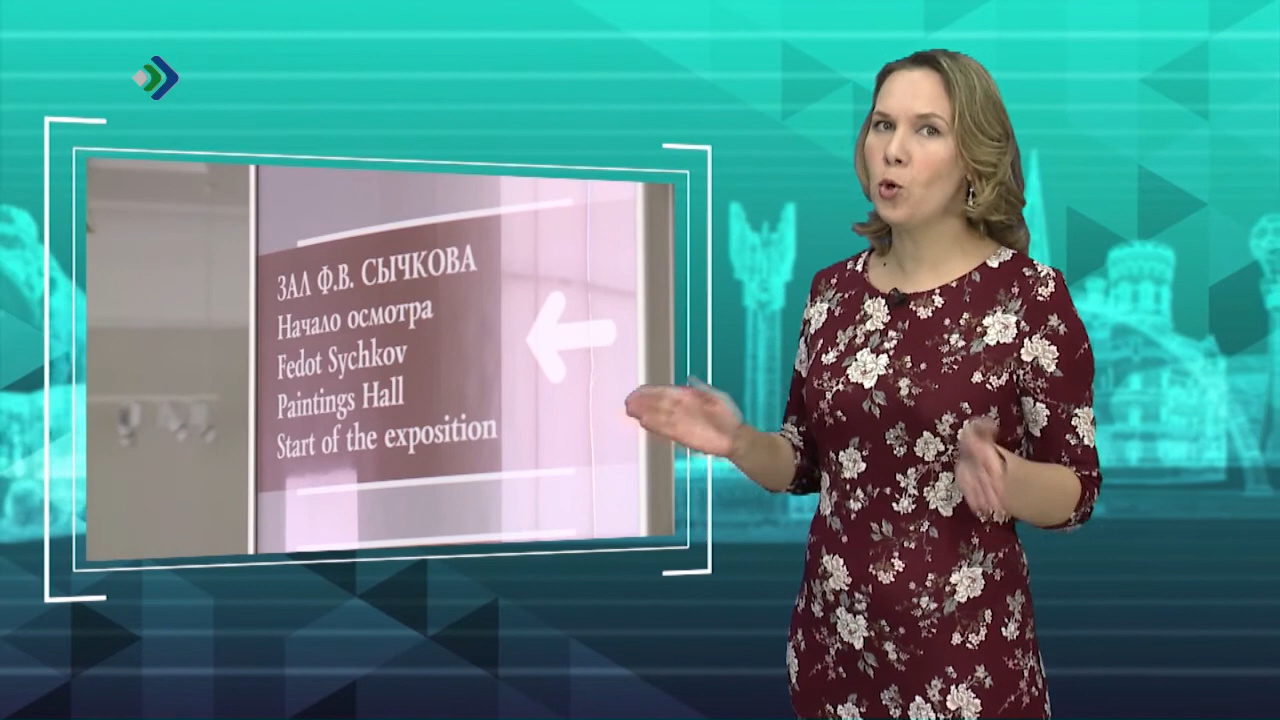 ЗАЛ Ф.В. СЫЧКОВА
Начало осмотра
Fedot Sychkov
Paintings Hall
Start of the exposition